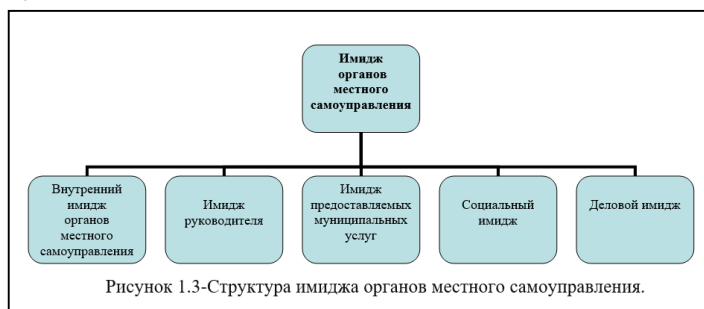 Имидж
органов
местного
самоуправления
Внутренний
имидж
органов
местного
самоуправления
Имидж
руководителя
Имидж
предоставляемых
муниципальных
услуг
Социальный
имидж
Деловой имидж
Рисунок 1.3-Структура имиджа органов местного самоуправления.